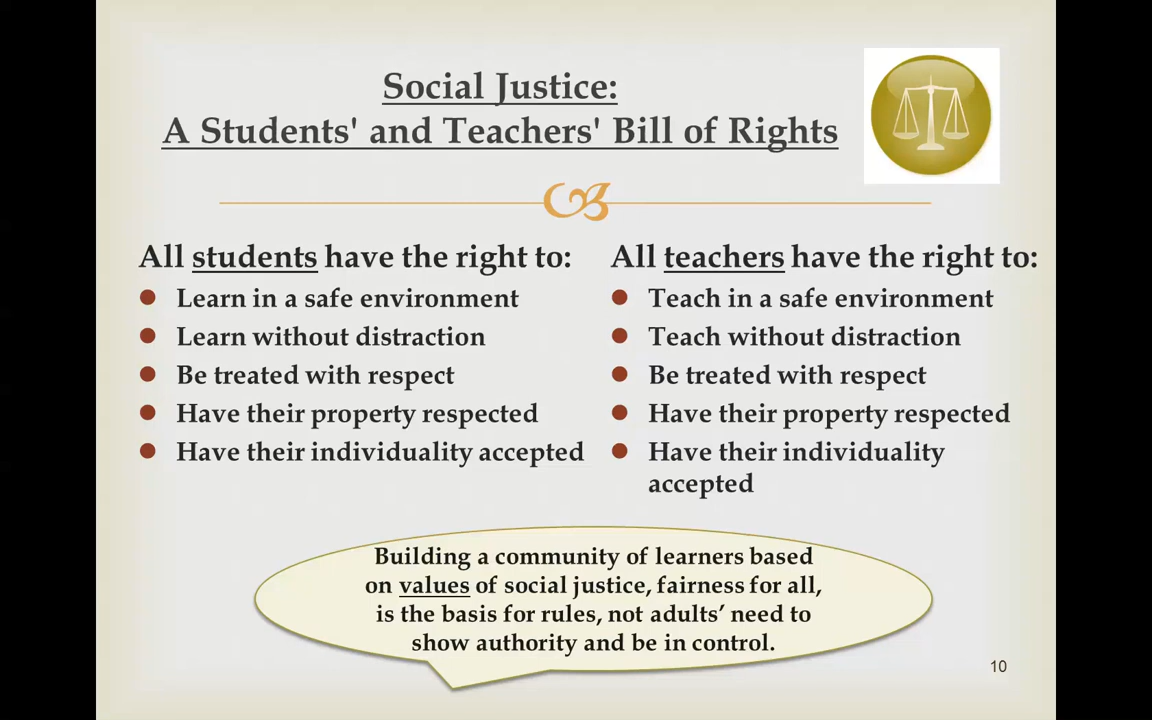 Social Justice:
A Students' and Teachers' Bill of Rights
All students have the right to:
Learn in a safe environment
Learn without distraction
Be treated with respect
Have their property respected
Have their individuality accepted
All teachers have the right to:
Teach in a safe environment
Teach without distraction
Be treated with respect
Have their property respected
Have their individuality
accepted
Building a community of learners based
on values of social justice, fairness for all,
is the basis for rules, not adults’ need to
show authority and be in control.
10